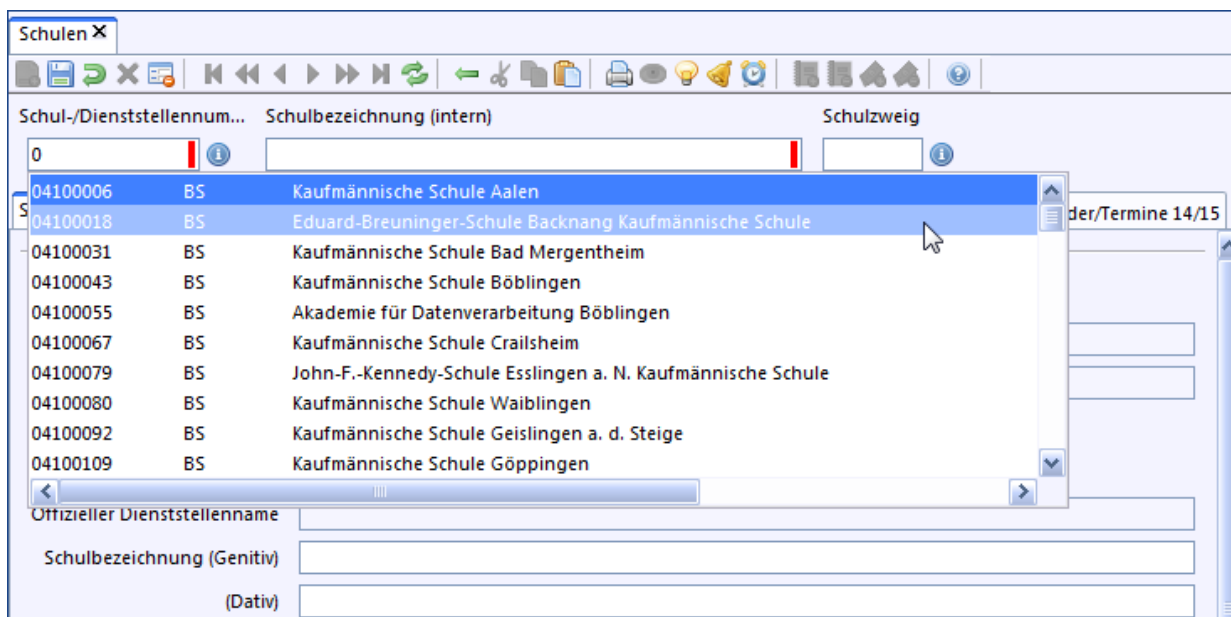 Schulen
Schul-/Dienststellennum... Schulbezeichnung (intern) Schulzweig
0
04100006 BS Kaufmännische Schule Aalen
04100018 BS Eduard-Breuninger-Schule Backnang Kaufmännische Schule
S der/Termine 14/15
04100031 BS Kaufmännische Schule Bad Mergentheim
04100043 BS Kaufmännische Schule Böblingen
04100055 BS Akademie für Datenverarbeitung Böblingen
04100067 BS Kaufmännische Schule Crailsheim
04100079 BS John-F.-Kennedy-Schule Esslingen a. N. Kaufmännische Schule
04100080 BS Kaufmännische Schule Waiblingen
04100092 BS Kaufmännische Schule Geislingen a. d. Steige
04100109 BS Kaufmännische Schule Göppingen
Offizieller Dienststellenname
Schulbezeichnung (Genitiv)
(Dativ)